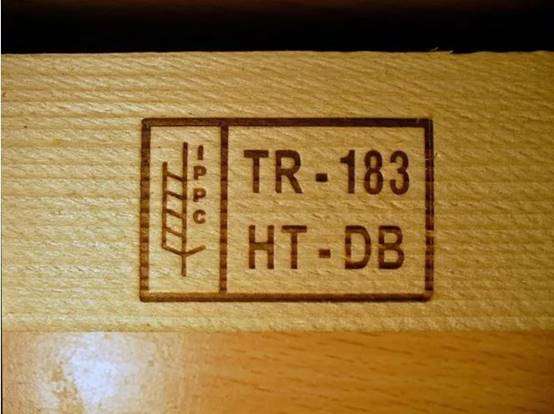 IPPC
TR - 183
HT - DB